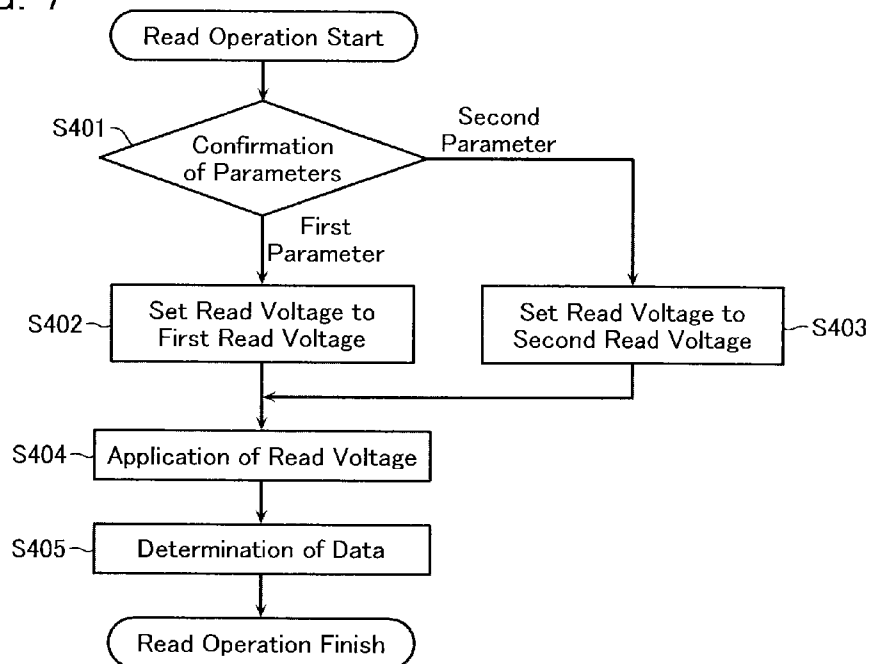 Read Operation Start
S401
Confirmation
of Parameters
Second
Parameter
First
Parameter
S402
Set Read Voltage to
First Read Voltage
Set Read Voltage to
Second Read Voltage
S403
S404
Application of Read Voltage
S405
Determination of Data
Read Operation Finish